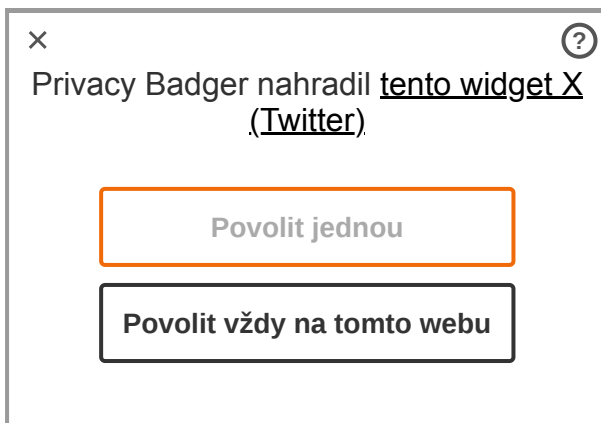 ×
?
Privacy Badger nahradil tento widget X
(Twitter)
Povolit jednou
Povolit vždy na tomto webu